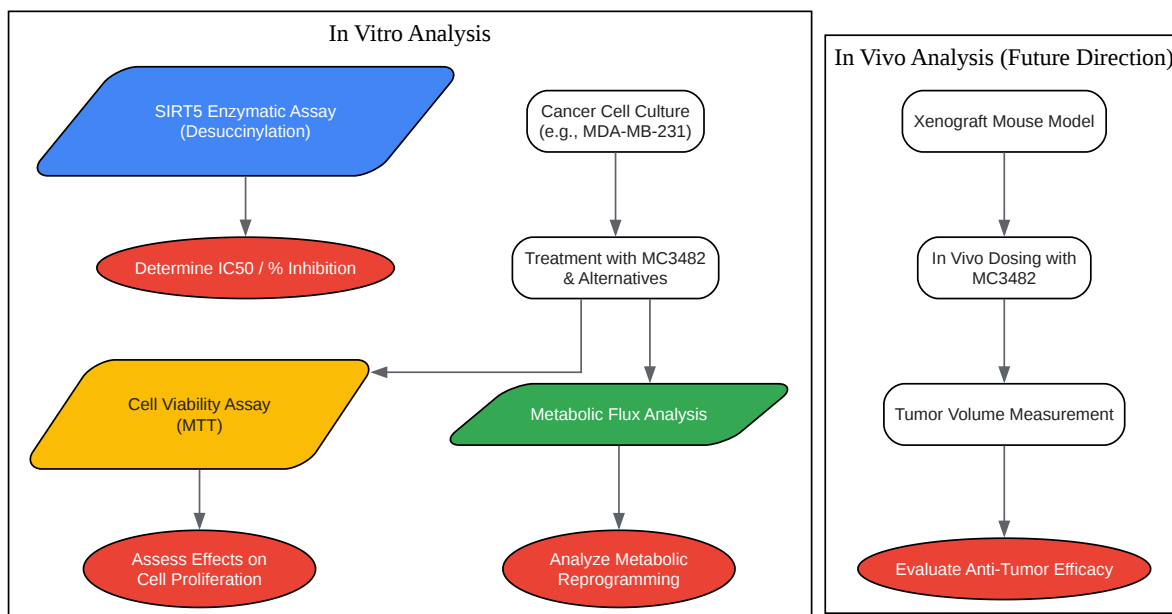 In Vitro Analysis
SIRT5 Enzymatic Assay
(Desuccinylation)
Cancer Cell Culture
(e.g., MDA-MB-231)
Determine IC50 / % Inhibition
Treatment with MC3482
& Alternatives
Cell Viability Assay
(MTT)
Metabolic Flux Analysis
Assess Effects on
Cell Proliferation
Analyze Metabolic
Reprogramming
In Vivo Analysis (Future Direction)
Xenograft Mouse Model
In Vivo Dosing with
MC3482
Tumor Volume Measurement
Evaluate Anti-Tumor Efficacy